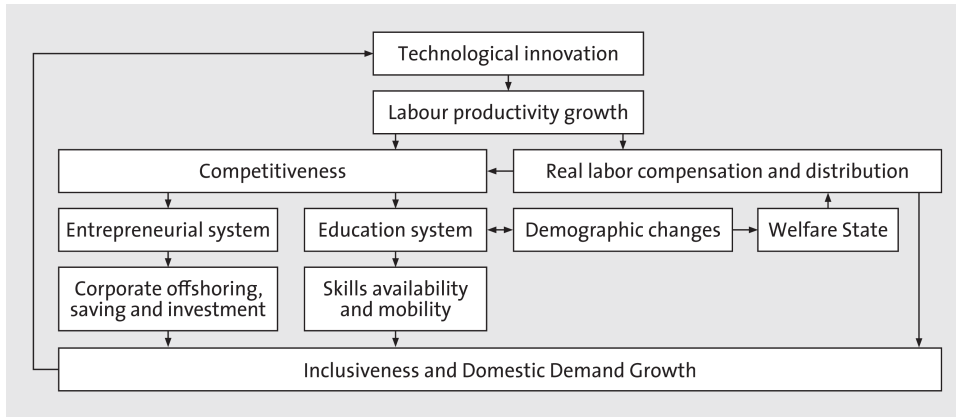 Technological innovation
Labour productivity growth
Competitiveness
Real labor compensation and distribution
Entrepreneurial system
Education system
Demographic changes
Welfare State
Corporate offshoring,
saving and investment
Skills availability
and mobility
Inclusiveness and Domestic Demand Growth